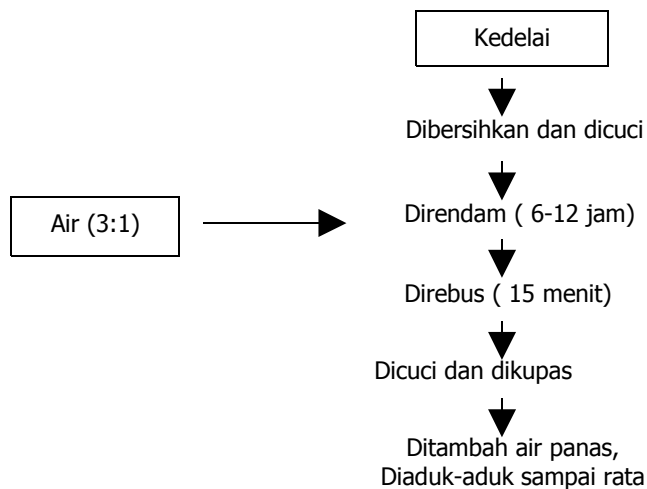 Kedelai
Dibersihkan dan dicuci
Air (3:1)
Direndam ( 6-12 jam)
Direbus ( 15 menit)
Dicuci dan dikupas
Ditambah air panas,
Diaduk-aduk sampai rata